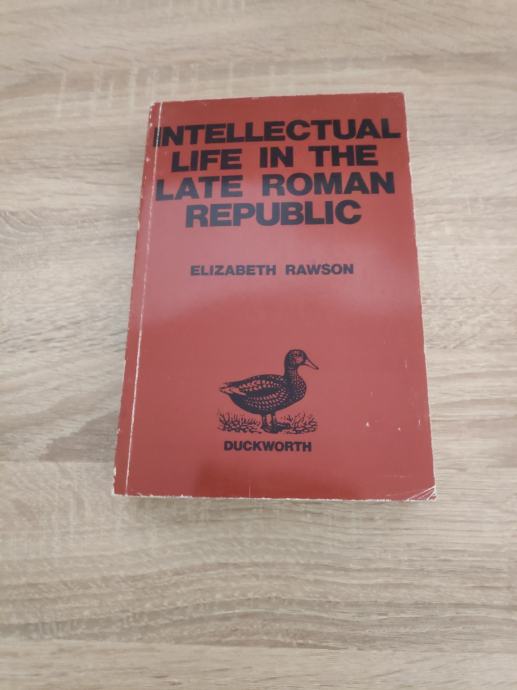 INTELLECTUAL
LIFE IN THE
LATE ROMAN
REPUBLIC
ELIZABETH RAWSON
DUCKWORTH